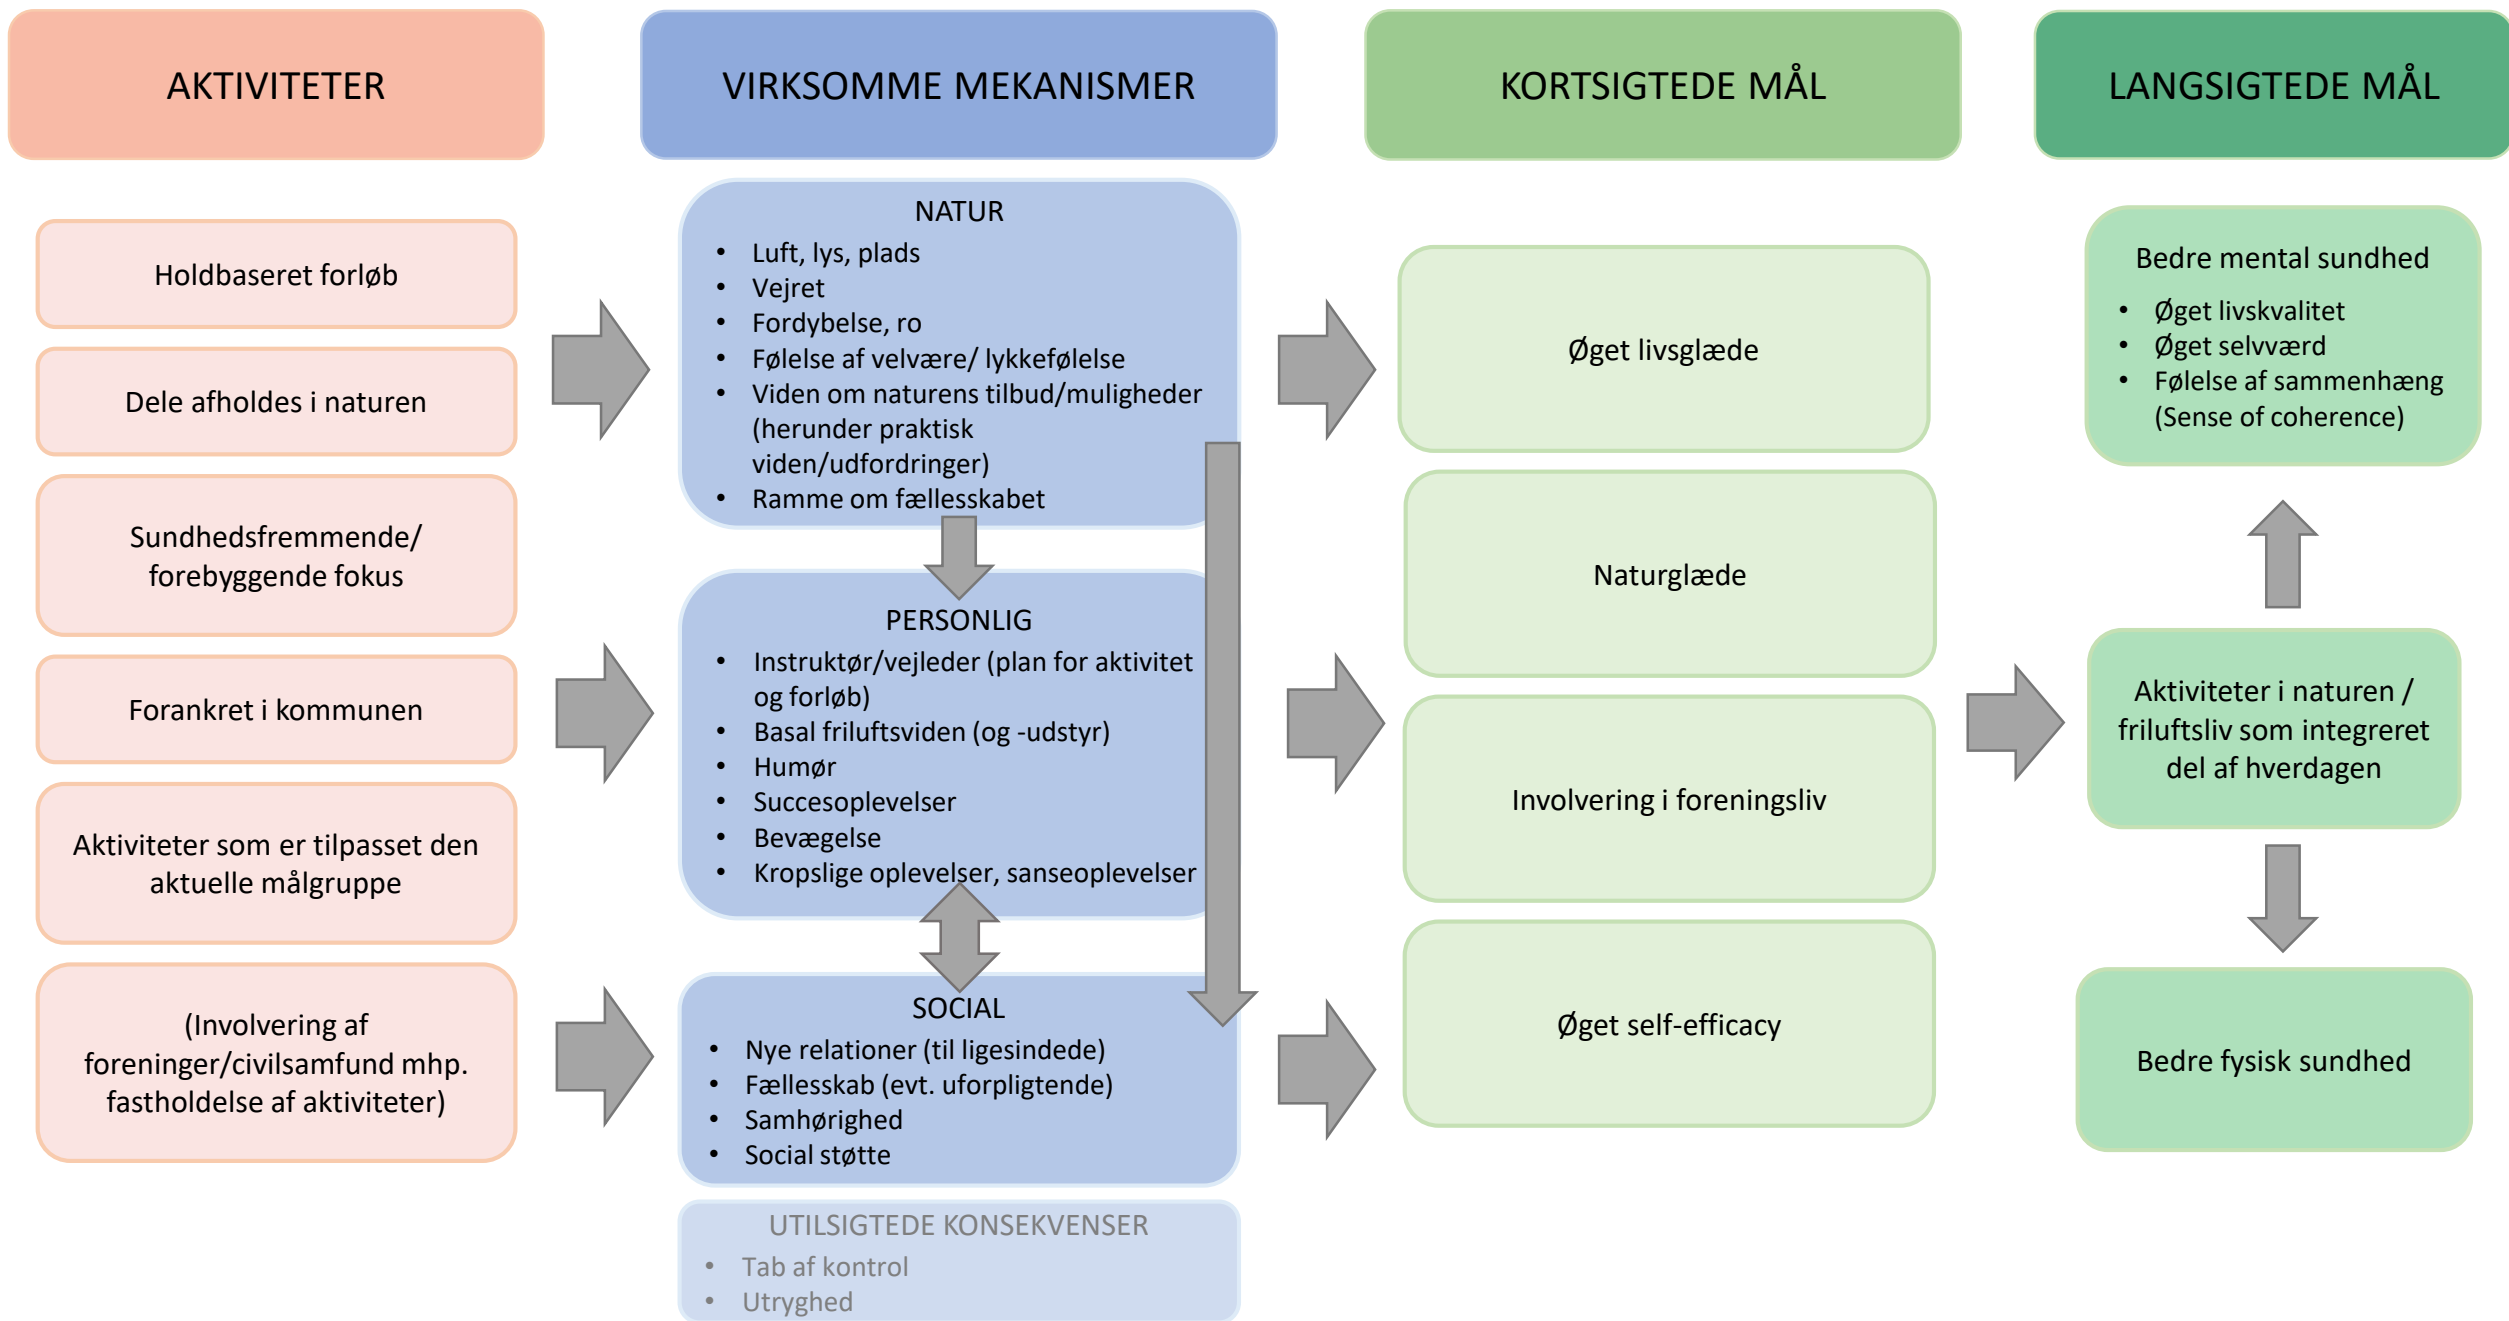 AKTIVITETER
VIRKSOMME MEKANISMER
KORTSIGTEDE MÅL
LANGSIGTEDE MÅL
Holdbaseret forløb
Dele afholdes i naturen
Sundhedsfremmende/
forebyggende fokus
Forankret i kommunen
Aktiviteter som er tilpasset den
aktuelle målgruppe
(Involvering af
foreninger/civilsamfund mhp.
fastholdelse af aktiviteter)
NATUR
• Luft, lys, plads
• Vejret
• Fordybelse, ro
• Følelse af velvære/ lykkefølelse
• Viden om naturens tilbud/muligheder
(herunder praktisk
viden/udfordringer)
• Ramme om fællesskabet
PERSONLIG
• Instruktør/vejleder (plan for aktivitet
og forløb)
• Basal friluftsviden (og -udstyr)
• Humør
• Succesoplevelser
• Bevægelse
• Kropslige oplevelser, sanseoplevelser
SOCIAL
• Nye relationer (til ligesindede)
• Fællesskab (evt. uforpligtende)
• Samhørighed
• Social støtte
UTILSIGTEDE KONSEKVENSER
• Tab af kontrol
• Utryghed
Øget livsglæde
Naturglæde
Involvering i foreningsliv
Øget self-efficacy
Bedre mental sundhed
• Øget livskvalitet
• Øget selvværd
• Følelse af sammenhæng
(Sense of coherence)
Aktiviteter i naturen /
friluftsliv som integreret
del af hverdagen
Bedre fysisk sundhed